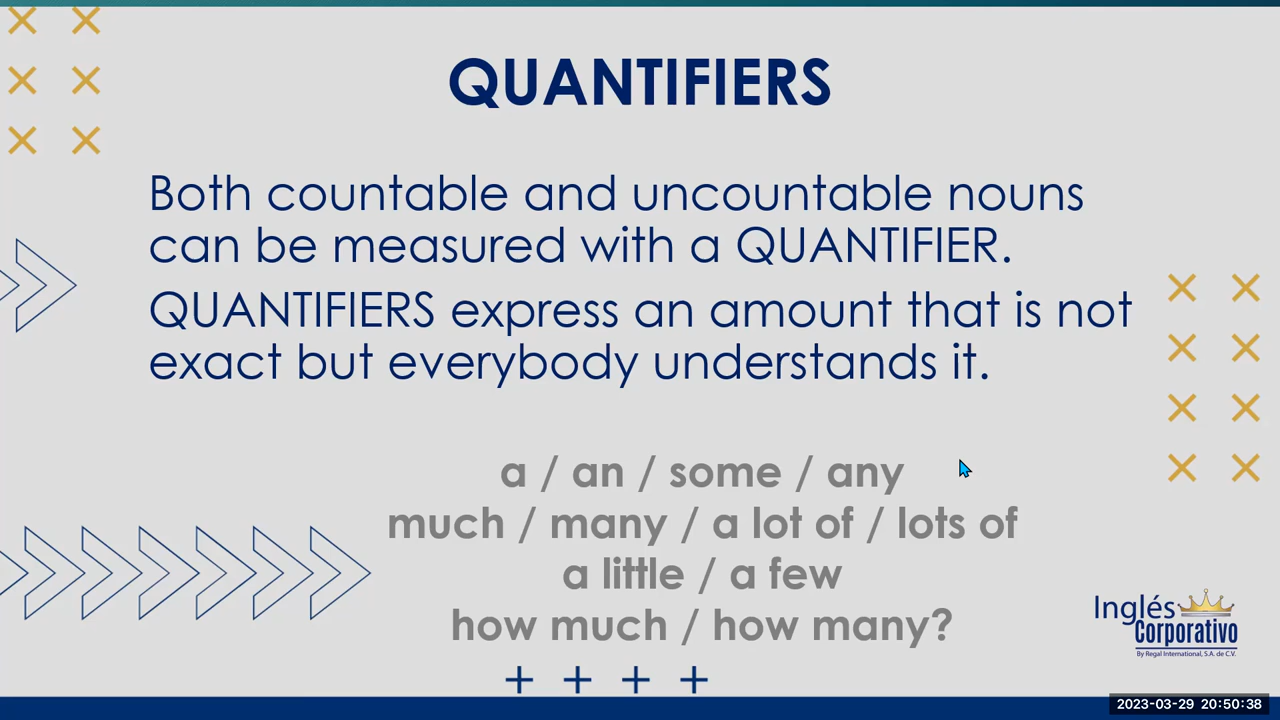 QUANTIFIERS
Both countable and uncountable nouns
can be measured with a QUANTIFIER.
QUANTIFIERS express an amount that is not
exact but everybody understands it.
a / an / some / any
much / many / a lot of / lots of
a little / a few
how much / how many?
Inglés
Corporativo
By Regal International, S.A. de C.V.
2023-03-29 20:50:38